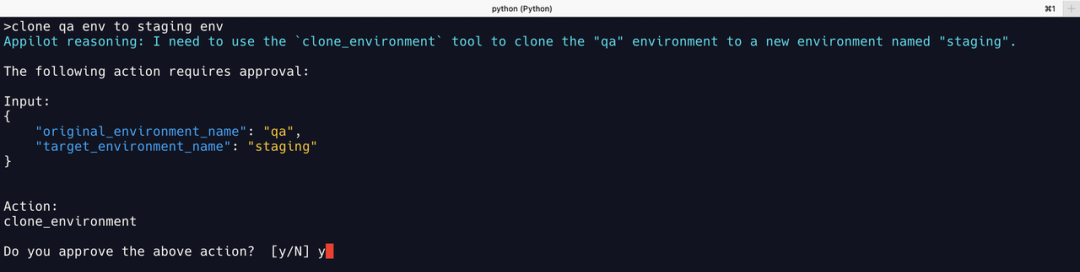 python (Python)
⌘1
+
>clone qa env to staging env
Appilot reasoning: I need to use the `clone_environment` tool to clone the "qa" environment to a new environment named "staging".
The following action requires approval:
Input:
{
    "original_environment_name": "qa",
    "target_environment_name": "staging"
}
Action:
clone_environment
Do you approve the above action?  [y/N] y